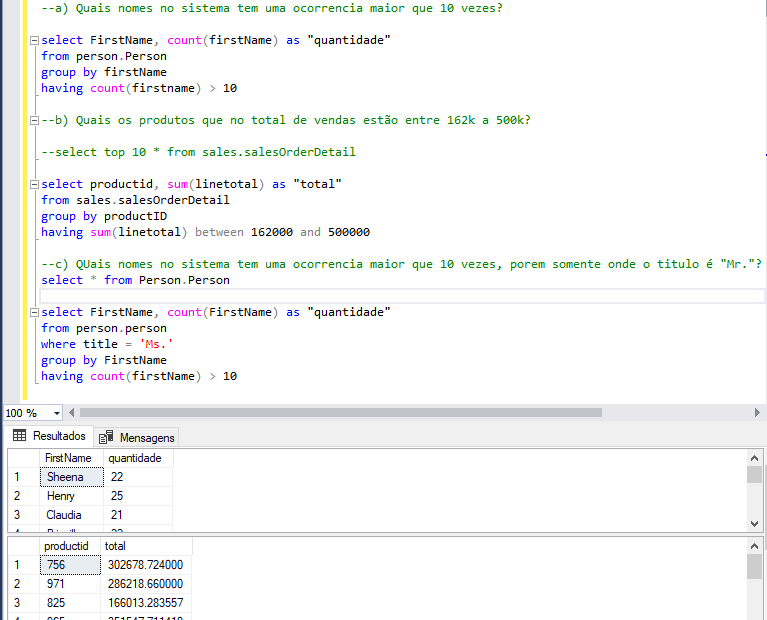 --a) Quais nomes no sistema tem uma ocorrencia maior que 10 vezes?
select FirstName, count(firstName) as "quantidade"
from person.Person
group by firstName
having count(firstname) > 10
--b) Quais os produtos que no total de vendas estão entre 162k a 500k?
--select top 10 * from sales.salesOrderDetail
select productid, sum(linetotal) as "total"
from sales.salesOrderDetail
group by productID
having sum(linetotal) between 162000 and 500000
--c) QUais nomes no sistema tem uma ocorrencia maior que 10 vezes, porem somente onde o titulo é "Mr."?
select * from Person.Person
select FirstName, count(FirstName) as "quantidade"
from person.person
where title = 'Ms.'
group by FirstName
having count(firstName) > 10
100 %
Resultados Mensagens
FirstName quantidade
1 Sheena 22
2 Henry 25
3 Claudia 21
productid total
1 756 302678.724000
2 971 286218.660000
3 825 166013.283557